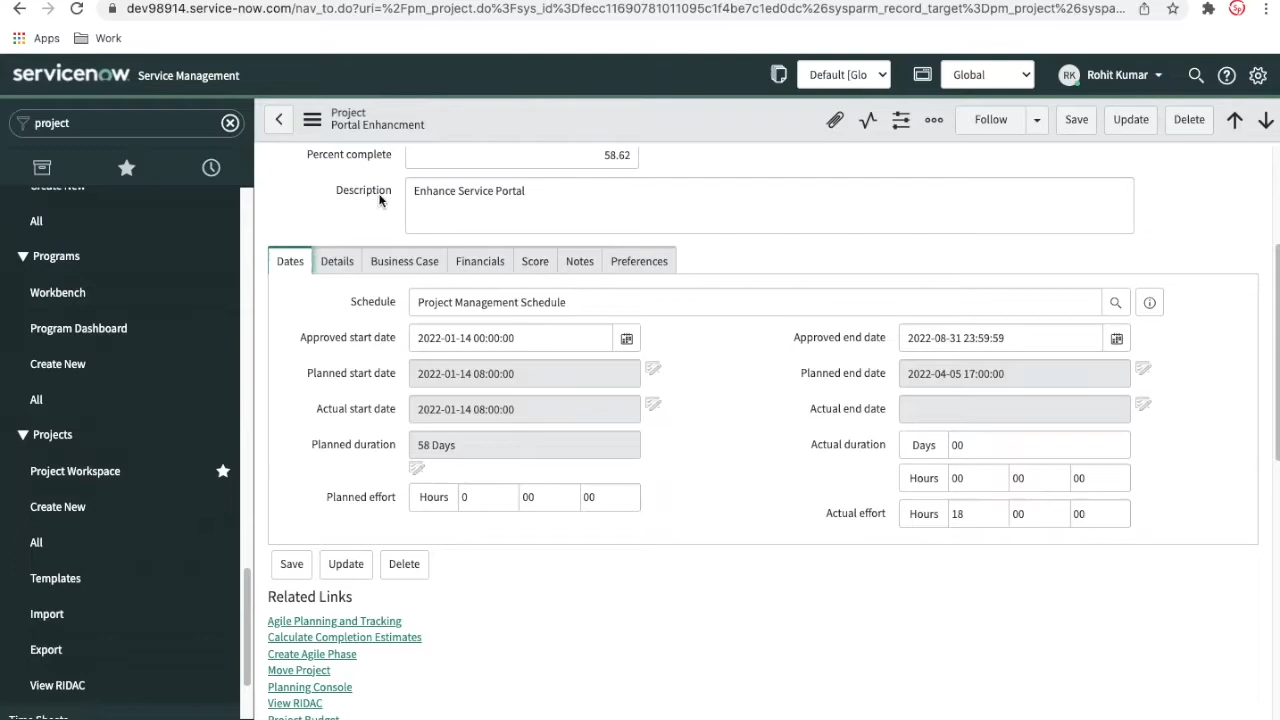 dev98914.service-now.com/nav_to.do?uri=%2Fpm_project.do%3Fsys_id%3Dfecc11690781011095c1f4be7c1ed0dc%26sysparm_record_target%3Dpm_project%26syspa...
Apps Work
servicenow Service Management Default [Glo Global RK Rohit Kumar
project
Project
Portal Enhancment
Follow Save Update Delete
Create New
All
Programs
Workbench
Program Dashboard
Create New
All
Projects
Project Workspace
Create New
All
Templates
Import
Export
View RIDAC
Time Sheets
Percent complete 58.62
Description Enhance Service Portal
Dates Details Business Case Financials Score Notes Preferences
Schedule Project Management Schedule
Approved start date 2022-01-14 00:00:00 Approved end date 2022-08-31 23:59:59
Planned start date 2022-01-14 08:00:00 Planned end date 2022-04-05 17:00:00
Actual start date 2022-01-14 08:00:00 Actual end date
Planned duration 58 Days Actual duration Days 00
Hours 00 00 00
Planned effort Hours 0 00 00
Actual effort Hours 18 00 00
Save Update Delete
Related Links
Agile Planning and Tracking
Calculate Completion Estimates
Create Agile Phase
Move Project
Planning Console
View RIDAC
Project Budget